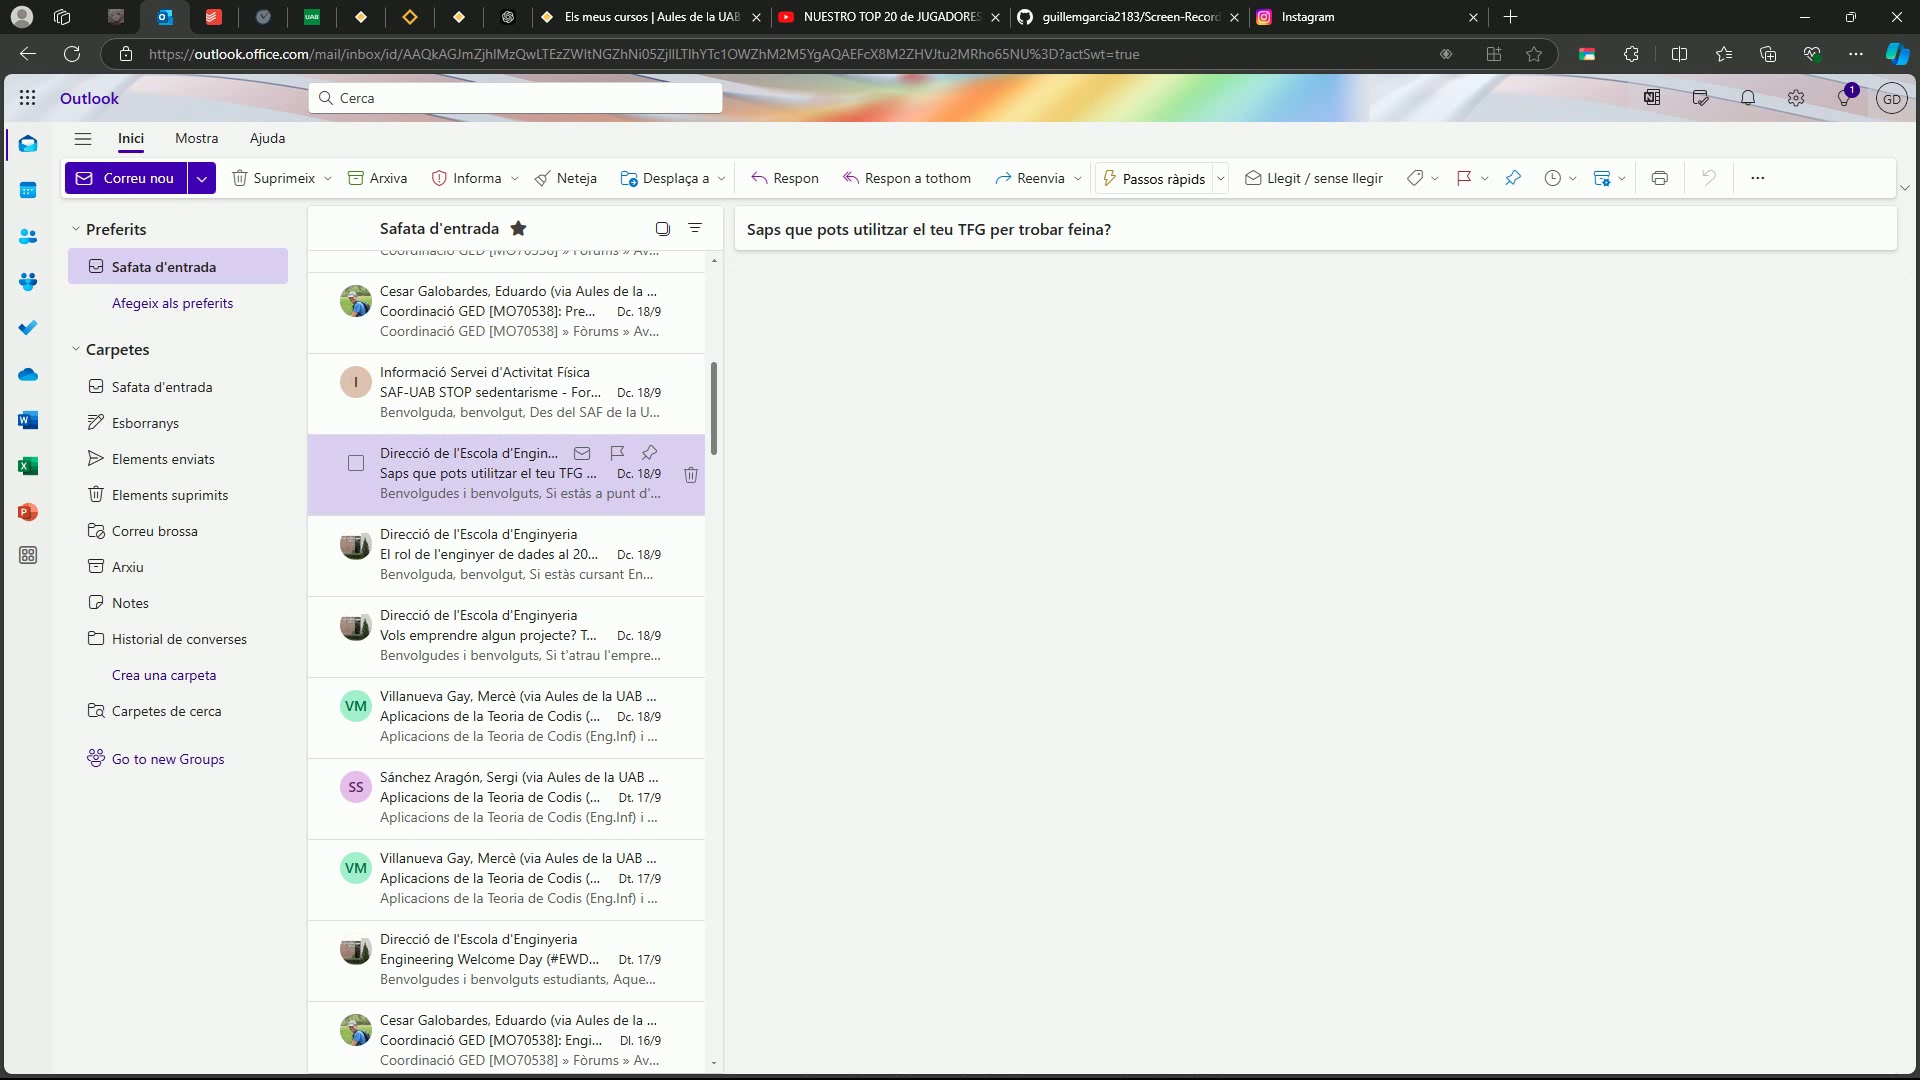 Els meus cursos | Aules de la UAB
NUESTRO TOP 20 de JUGADORES
guillemgarcia2183/Screen-Record
Instagram
Outlook
Cerca
GD
1
Inici
Mostra
Ajuda
Correu nou
Suprimeix
Arxiva
Informa
Neteja
Desplaça a
Respon
Respon a tothom
Reenvia
Passos ràpids
Llegit / sense llegir
Preferits
Safata d'entrada
Afegeix als preferits
Carpetes
Safata d'entrada
Esborranys
Elements enviats
Elements suprimits
Correu brossa
Arxiu
Notes
Historial de converses
Crea una carpeta
Carpetes de cerca
Go to new Groups
Safata d'entrada
Coordinació GED [MO70538] » Fòrums » Av...
Cesar Galobardes, Eduardo (via Aules de la ...
Coordinació GED [MO70538]: Pre... Dc. 18/9
Coordinació GED [MO70538] » Fòrums » Av...
I
Informació Servei d'Activitat Física
SAF-UAB STOP sedentarisme - For... Dc. 18/9
Benvolguda, benvolgut, Des del SAF de la U...
Direcció de l'Escola d'Engin...
Saps que pots utilitzar el teu TFG ... Dc. 18/9
Benvolgudes i benvolguts, Si estàs a punt d'...
Direcció de l'Escola d'Enginyeria
El rol de l'enginyer de dades al 20... Dc. 18/9
Benvolguda, benvolgut, Si estàs cursant En...
Direcció de l'Escola d'Enginyeria
Vols emprendre algun projecte? T... Dc. 18/9
Benvolgudes i benvolguts, Si t'atrau l'empre...
VM
Villanueva Gay, Mercè (via Aules de la UAB ...
Aplicacions de la Teoria de Codis (... Dc. 18/9
Aplicacions de la Teoria de Codis (Eng.Inf) i ...
SS
Sánchez Aragón, Sergi (via Aules de la UAB ...
Aplicacions de la Teoria de Codis (... Dt. 17/9
Aplicacions de la Teoria de Codis (Eng.Inf) i ...
VM
Villanueva Gay, Mercè (via Aules de la UAB ...
Aplicacions de la Teoria de Codis (... Dt. 17/9
Aplicacions de la Teoria de Codis (Eng.Inf) i ...
Direcció de l'Escola d'Enginyeria
Engineering Welcome Day (#EWD... Dt. 17/9
Benvolgudes i benvolguts estudiants, Aque...
Cesar Galobardes, Eduardo (via Aules de la ...
Coordinació GED [MO70538]: Engi... Dl. 16/9
Coordinació GED [MO70538] » Fòrums » Av...
Saps que pots utilitzar el teu TFG per trobar feina?